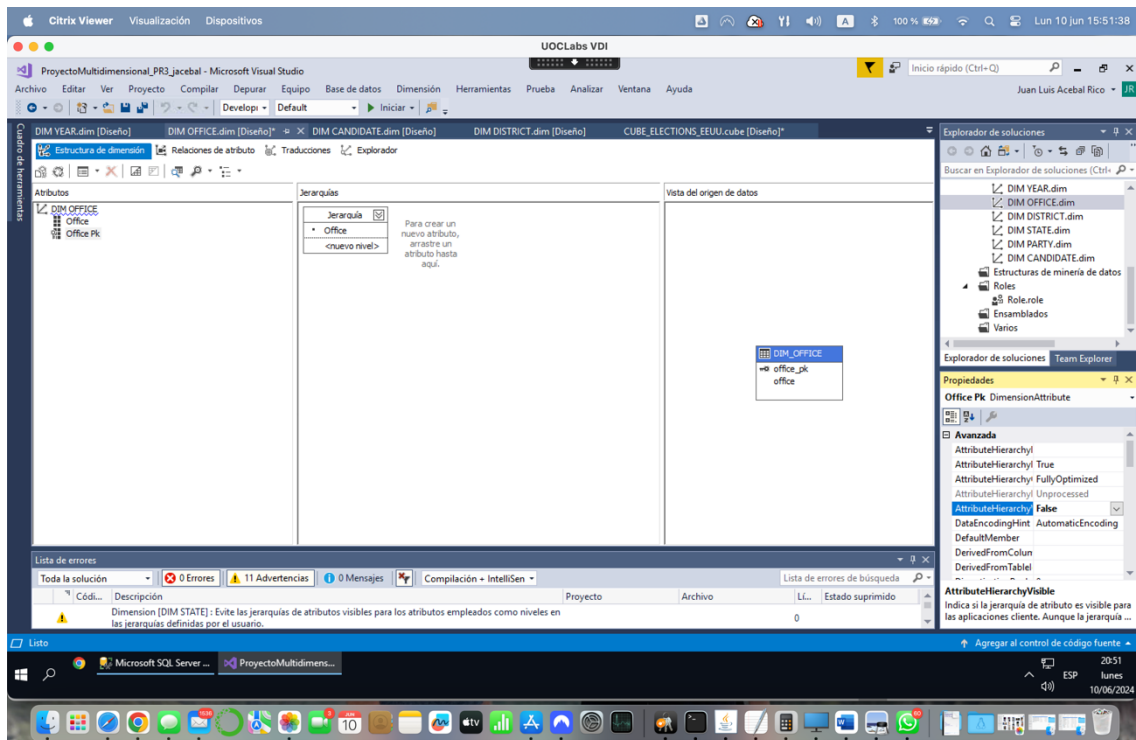 Citrix Viewer Visualización Dispositivos
A 100 % Lun 10 jun 15:51:38
UOCLabs VDI
ProyectoMultidimensional_PR3_jacebal - Microsoft Visual Studio
Inicio rápido (Ctrl+Q)
Archivo Editar Ver Proyecto Compilar Depurar Equipo Base de datos Dimensión Herramientas Prueba Analizar Ventana Ayuda
Juan Luis Acebal Rico JR
Developi Default Iniciar
Cuadro de herramientas
DIM YEAR.dim [Diseño] DIM OFFICE.dim [Diseño]* DIM CANDIDATE.dim [Diseño] DIM DISTRICT.dim [Diseño] CUBE_ELECTIONS_EEUU.cube [Diseño]*
Estructura de dimensión Relaciones de atributo Traducciones Explorador
Atributos
DIM OFFICE
Office
Office Pk
Jerarquías
Jerarquía
Office
<nuevo nivel>
Para crear un
nuevo atributo,
arrastre un
atributo hasta
aquí.
Vista del origen de datos
DIM_OFFICE
office_pk
office
Explorador de soluciones
Buscar en Explorador de soluciones (Ctrl+
DIM YEAR.dim
DIM OFFICE.dim
DIM DISTRICT.dim
DIM STATE.dim
DIM PARTY.dim
DIM CANDIDATE.dim
Estructuras de minería de datos
Roles
Role.role
Ensamblados
Varios
Explorador de soluciones Team Explorer
Propiedades
Office Pk DimensionAttribute
Avanzada
AttributeHierarchyI
AttributeHierarchyI True
AttributeHierarchy FullyOptimized
AttributeHierarchyI Unprocessed
AttributeHierarchy False
DataEncodingHint AutomaticEncoding
DefaultMember
DerivedFromColun
DerivedFromTableI
AttributeHierarchyVisible
Indica si la jerarquía de atributo es visible para
las aplicaciones cliente. Aunque la jerarquía ...
Lista de errores
Toda la solución 0 Errores 11 Advertencias 0 Mensajes Compilación + IntelliSen
Lista de errores de búsqueda
Códi... Descripción Proyecto Archivo Lí... Estado suprimido
Dimension [DIM STATE] : Evite las jerarquías de atributos visibles para los atributos empleados como niveles en
las jerarquías definidas por el usuario.
0
Listo
Agregar al control de código fuente
Microsoft SQL Server ... ProyectoMultidimens...
ESP
20:51
lunes
10/06/2024
JUN
10
tv